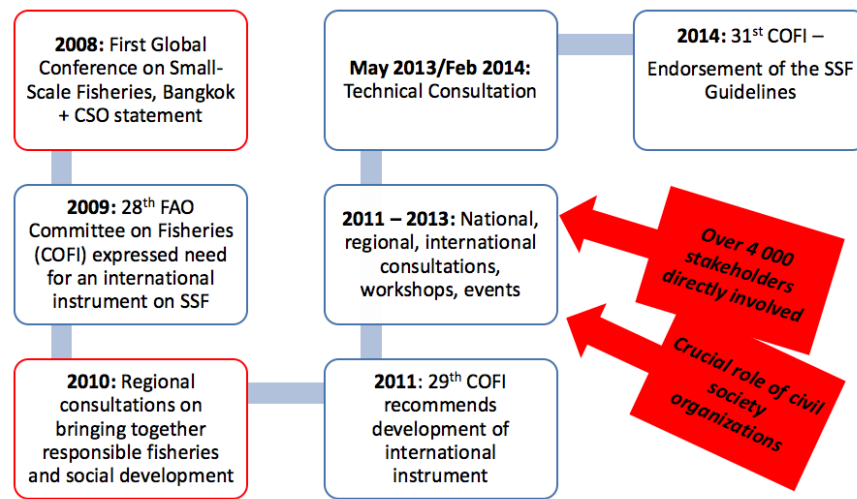 2008: First Global
Conference on Small-
Scale Fisheries, Bangkok
+ CSO statement
2009: 28th FAO
Committee on Fisheries
(COFI) expressed need
for an international
instrument on SSF
2010: Regional
consultations on
bringing together
responsible fisheries
and social development
2011: 29th COFI
recommends
development of
international
instrument
2011 – 2013: National,
regional, international
consultations,
workshops, events
May 2013/Feb 2014:
Technical Consultation
2014: 31st COFI –
Endorsement of the SSF
Guidelines
Over 4 000
stakeholders
directly involved
Crucial role of civil
society
organizations